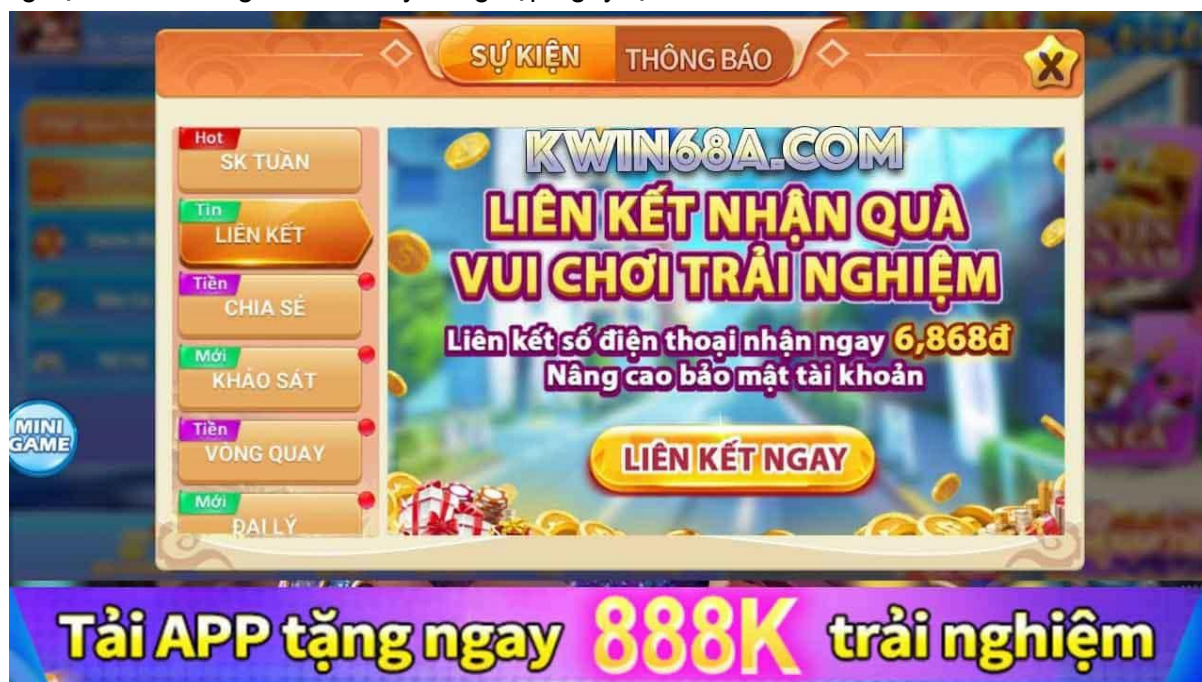 SỰ KIỆN
THÔNG BÁO
Hot
SK TUẦN
Tin
LIÊN KẾT
Tiền
CHIA SẺ
Mới
KHẢO SÁT
Tiền
VÒNG QUAY
Mới
ĐẠI LÝ
KWIN68A.COM
LIÊN KẾT NHẬN QUÀ
VUI CHƠI TRẢI NGHIỆM
Liên kết số điện thoại nhận ngay 6,868đ
Nâng cao bảo mật tài khoản
LIÊN KẾT NGAY
MINI
GAME
Tải APP tặng ngay 888K trải nghiệm